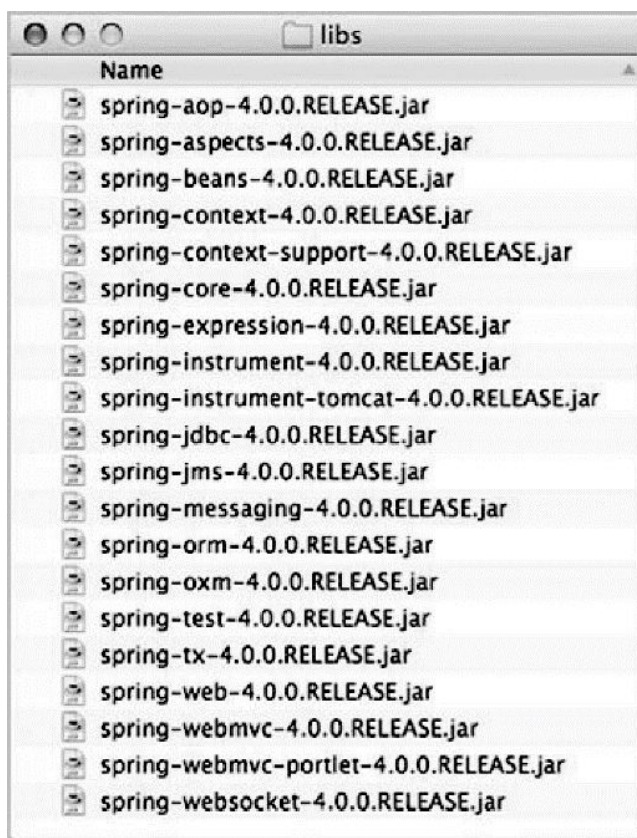 libs
Name
spring-aop-4.0.0.RELEASE.jar
spring-aspects-4.0.0.RELEASE.jar
spring-beans-4.0.0.RELEASE.jar
spring-context-4.0.0.RELEASE.jar
spring-context-support-4.0.0.RELEASE.jar
spring-core-4.0.0.RELEASE.jar
spring-expression-4.0.0.RELEASE.jar
spring-instrument-4.0.0.RELEASE.jar
spring-instrument-tomcat-4.0.0.RELEASE.jar
spring-jdbc-4.0.0.RELEASE.jar
spring-jms-4.0.0.RELEASE.jar
spring-messaging-4.0.0.RELEASE.jar
spring-orm-4.0.0.RELEASE.jar
spring-oxm-4.0.0.RELEASE.jar
spring-test-4.0.0.RELEASE.jar
spring-tx-4.0.0.RELEASE.jar
spring-web-4.0.0.RELEASE.jar
spring-webmvc-4.0.0.RELEASE.jar
spring-webmvc-portlet-4.0.0.RELEASE.jar
spring-websocket-4.0.0.RELEASE.jar